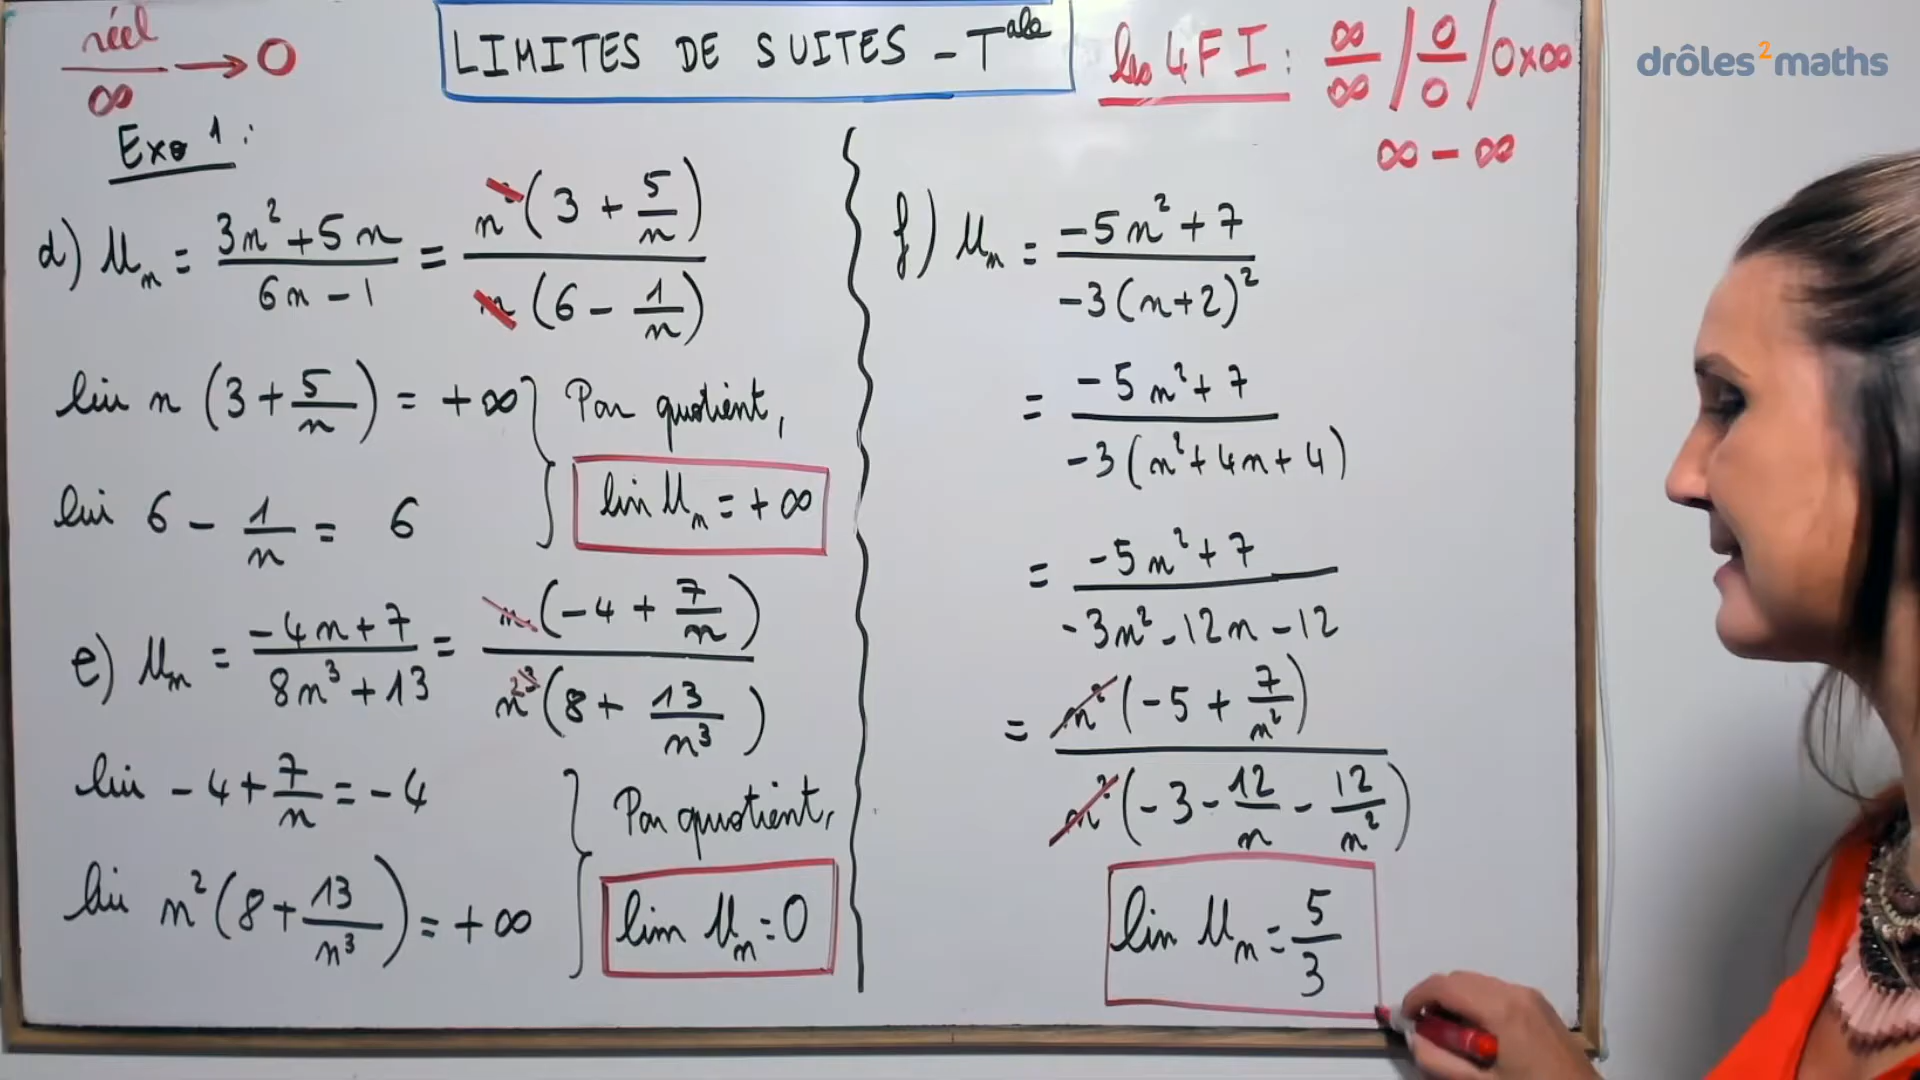 réel/∞ → 0
LIMITES DE SUITES - Tale
les 4 FI : ∞/∞ / 0/0 / 0×∞
∞ - ∞
drôles²maths
Exo 1 :
d) Un = (3n² + 5n)/(6n - 1) = n²(3 + 5/n)/n(6 - 1/n)
lim n (3 + 5/n) = +∞
Par quotient,
lim 6 - 1/n = 6
lim Un = +∞
e) Un = (-4n + 7)/(8n³ + 13) = n(-4 + 7/n)/n³(8 + 13/n³)
lim -4 + 7/n = -4
Par quotient,
lim n²(8 + 13/n³) = +∞
lim Un = 0
f) Un = (-5n² + 7)/(-3(n+2)²)
= (-5n² + 7)/(-3(n² + 4n + 4))
= (-5n² + 7)/(-3n² - 12n - 12)
= n²(-5 + 7/n²)/n²(-3 - 12/n - 12/n²)
lim Un = 5/3